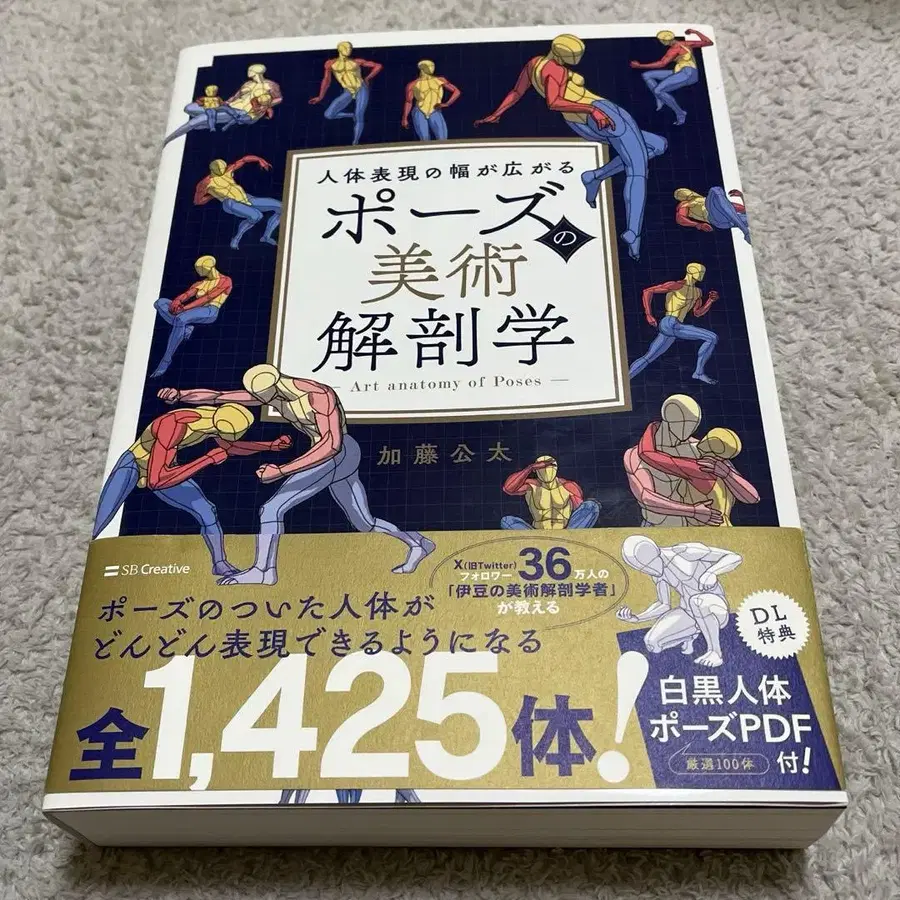 人体表現の幅が広がる
ポーズの
美術
解剖学
Art anatomy of Poses
加藤公太
SB Creative
X(旧Twitter)
フォロワー36万人の
「伊豆の美術解剖学者」
が教える
ポーズのついた人体が
どんどん表現できるようになる
全1,425体!
DL
特典
白黒人体
ポーズPDF
厳選100体
付!